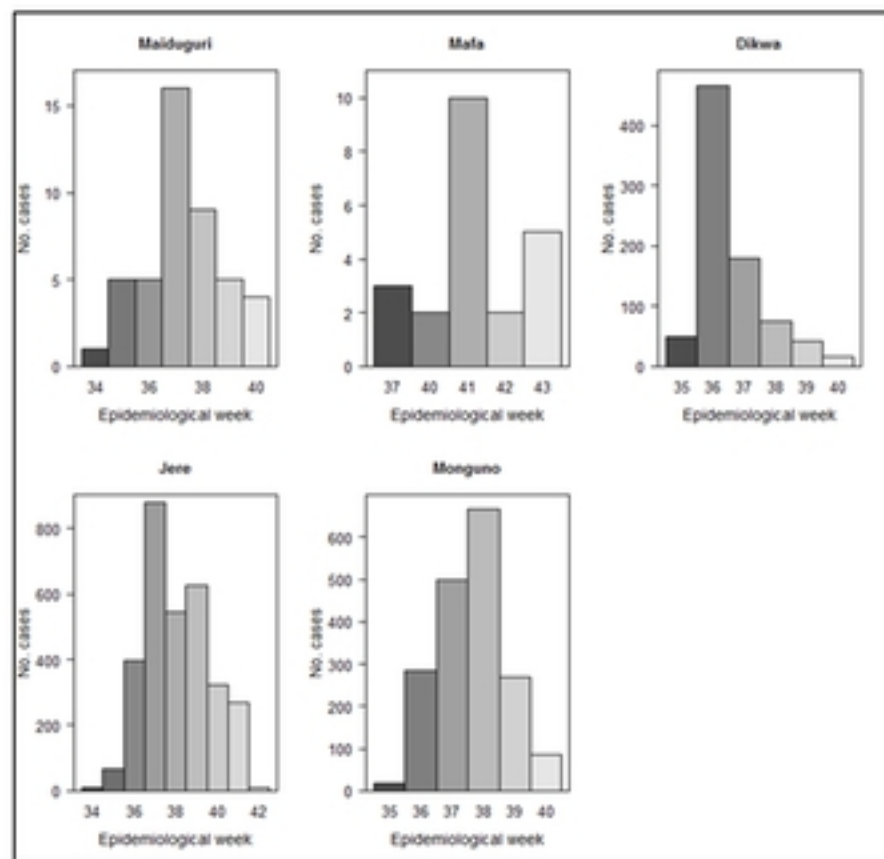 Maiduguri
No. cases
15
10
5
0
34 36 38 40
Epidemiological week
Mafa
No. cases
10
8
6
4
2
0
37 40 41 42 43
Epidemiological week
Dikwa
No. cases
400
300
200
100
0
35 36 37 38 39 40
Epidemiological week
Jere
No. cases
800
600
400
200
0
34 36 38 40 42
Epidemiological week
Monguno
No. cases
600
500
400
300
200
100
0
35 36 37 38 39 40
Epidemiological week